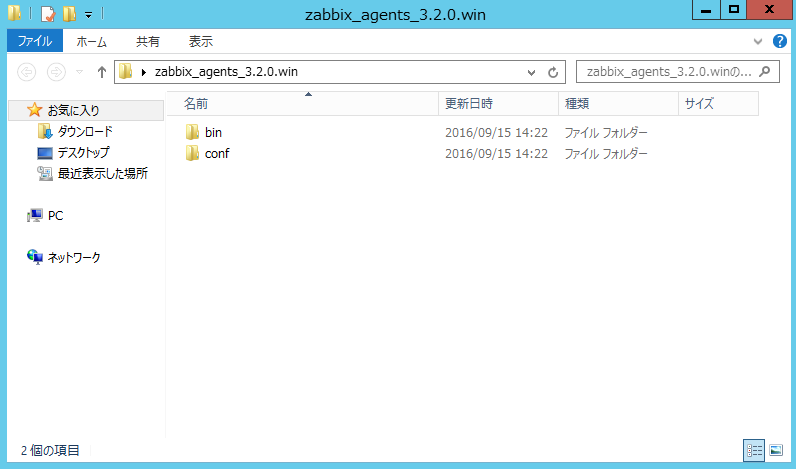 zabbix_agents_3.2.0.win
ファイル ホーム 共有 表示
zabbix_agents_3.2.0.win
zabbix_agents_3.2.0.winの...
名前 更新日時 種類 サイズ
お気に入り
ダウンロード
デスクトップ
最近表示した場所
PC
ネットワーク
bin 2016/09/15 14:22 ファイル フォルダー
conf 2016/09/15 14:22 ファイル フォルダー
2 個の項目